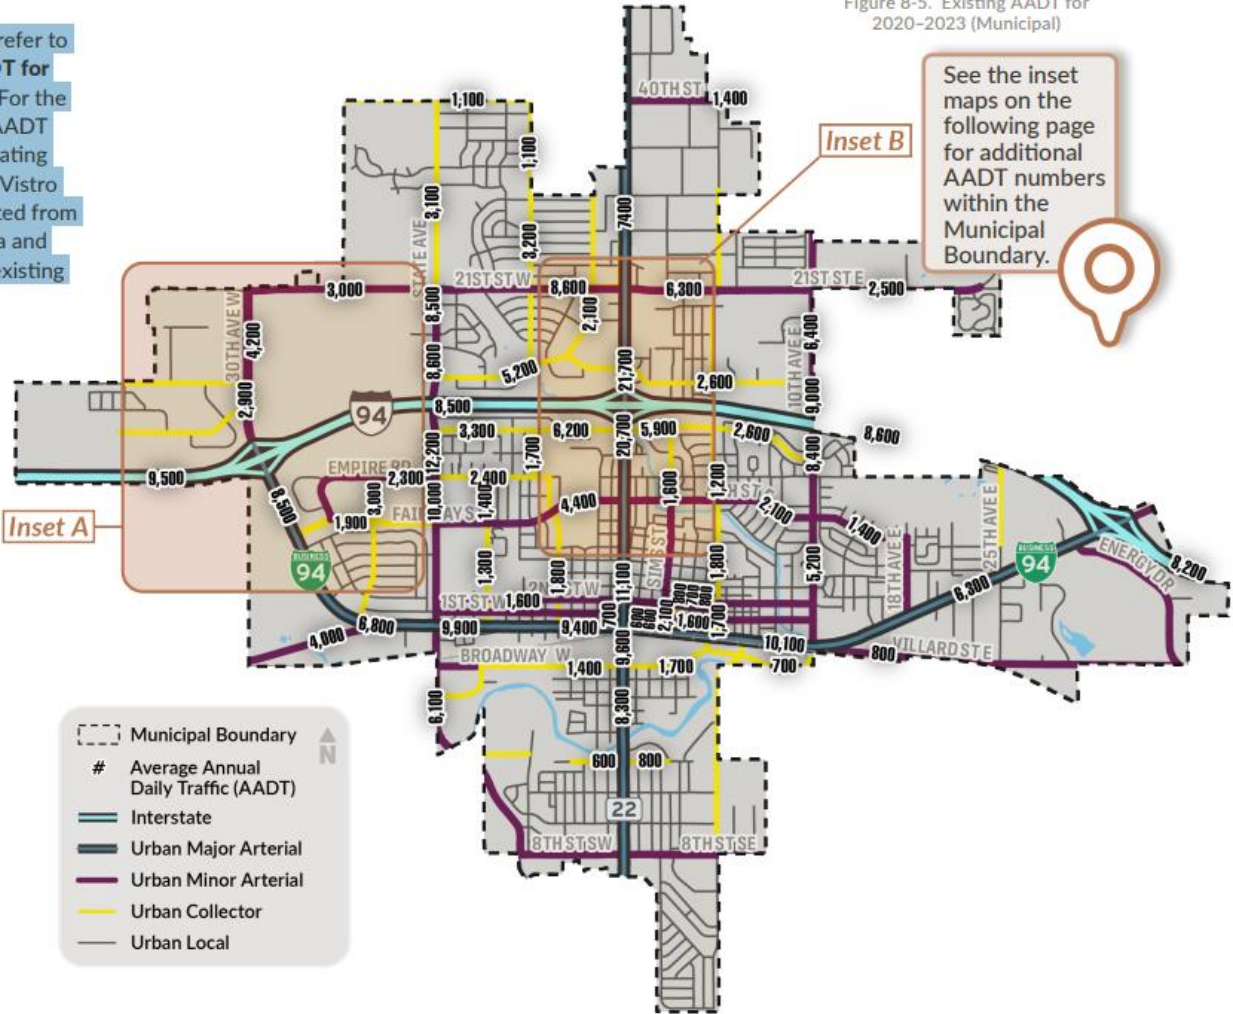 refer to
T for
For the
AADT
ating
Vistro
ted from
a and
existing
Figure 8-5. Existing AADT for
2020–2023 (Municipal)
See the inset
maps on the
following page
for additional
AADT numbers
within the
Municipal
Boundary.
Inset B
Inset A
40TH ST
1,400
1,100
1,100
3,100
7400
STATE AVE
3,200
21ST ST W
8,600
6,300
21ST ST E
2,500
3,000
30TH AVE W
4,200
8,500
2,100
10TH AVE E
6,400
8,600
5,200
21,700
2,600
9,000
2,900
94
8,500
3,300
6,200
20,700
5,900
2,600
8,400
8,600
12,200
1,700
9,500
EMPIRE RD
2,300
2,400
1,200
8,500
3,000
10,000
1,400
4,400
1,600
2,100
1,900
1,400
25TH AVE E
BUSINESS
94
1,300
1,800
11,100
SIMS ST
1,800
5,200
18TH AVE E
BUSINESS
94
ENERGY DR
8,200
6,300
1ST ST W
1,600
700
600
600
2,100
800
700
800
1,600
1,700
4,000
6,800
9,900
9,400
9,600
10,100
800
VILLARD ST E
BROADWAY W
1,400
1,700
700
6,100
8,300
600
800
22
8TH ST SW
8TH ST SE
Municipal Boundary
N
# Average Annual
Daily Traffic (AADT)
Interstate
Urban Major Arterial
Urban Minor Arterial
Urban Collector
Urban Local